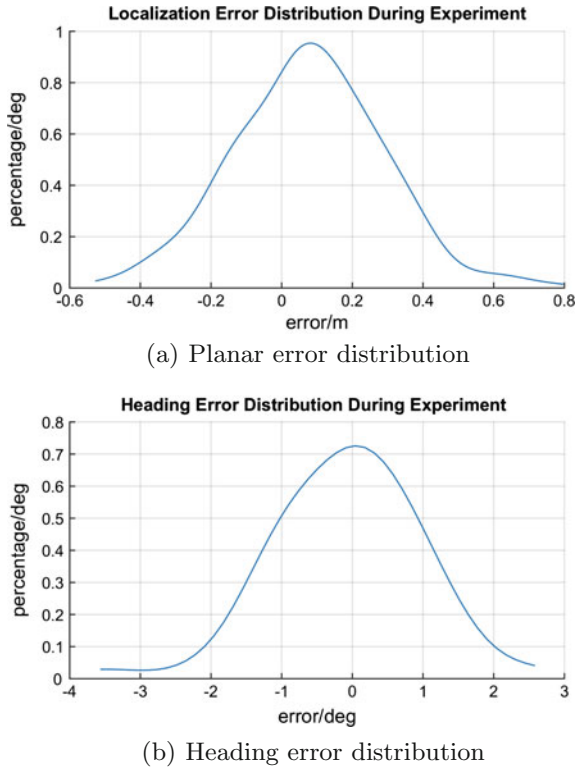 Localization Error Distribution During Experiment
1
0.8
0.6
0.4
0.2
0
percentage/deg
-0.6 -0.4 -0.2 0 0.2 0.4 0.6 0.8
error/m
(a) Planar error distribution
Heading Error Distribution During Experiment
0.8
0.7
0.6
0.5
0.4
0.3
0.2
0.1
0
percentage/deg
-4 -3 -2 -1 0 1 2 3
error/deg
(b) Heading error distribution